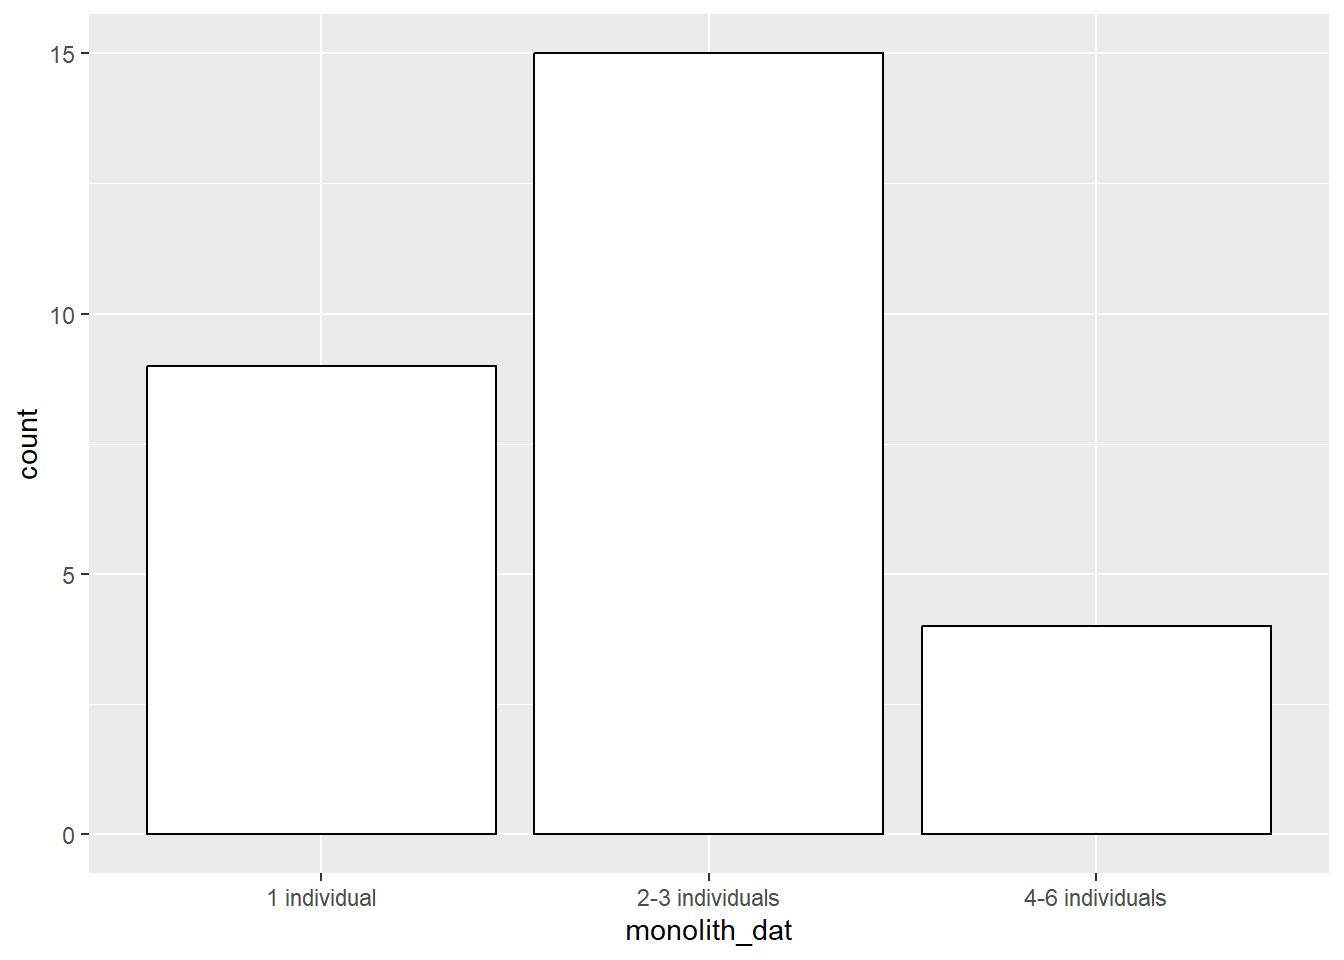 15
10
5
0
count
1 individual
2-3 individuals
4-6 individuals
monolith_dat